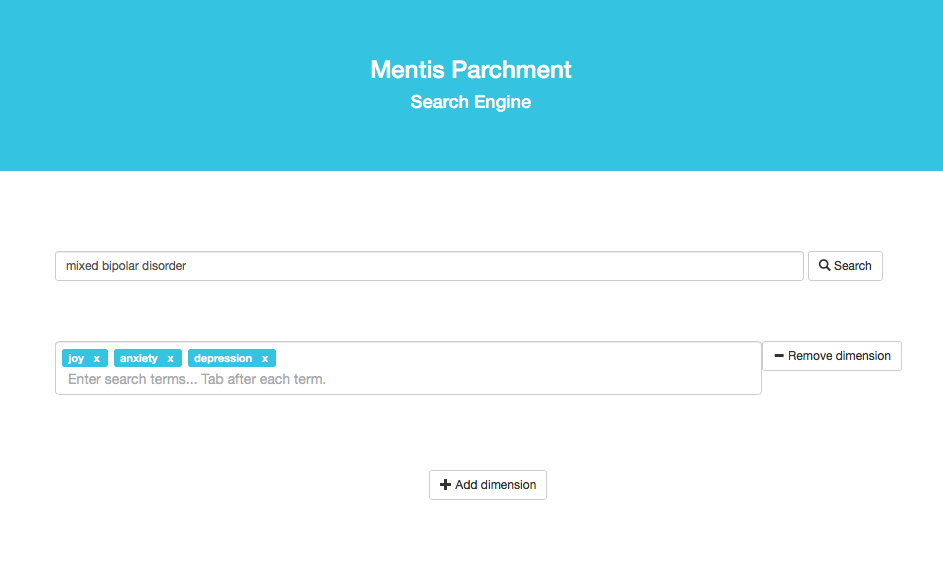 Mentis Parchment
Search Engine
mixed bipolar disorder
Search
joy x anxiety x depression x
Enter search terms... Tab after each term.
Remove dimension
Add dimension